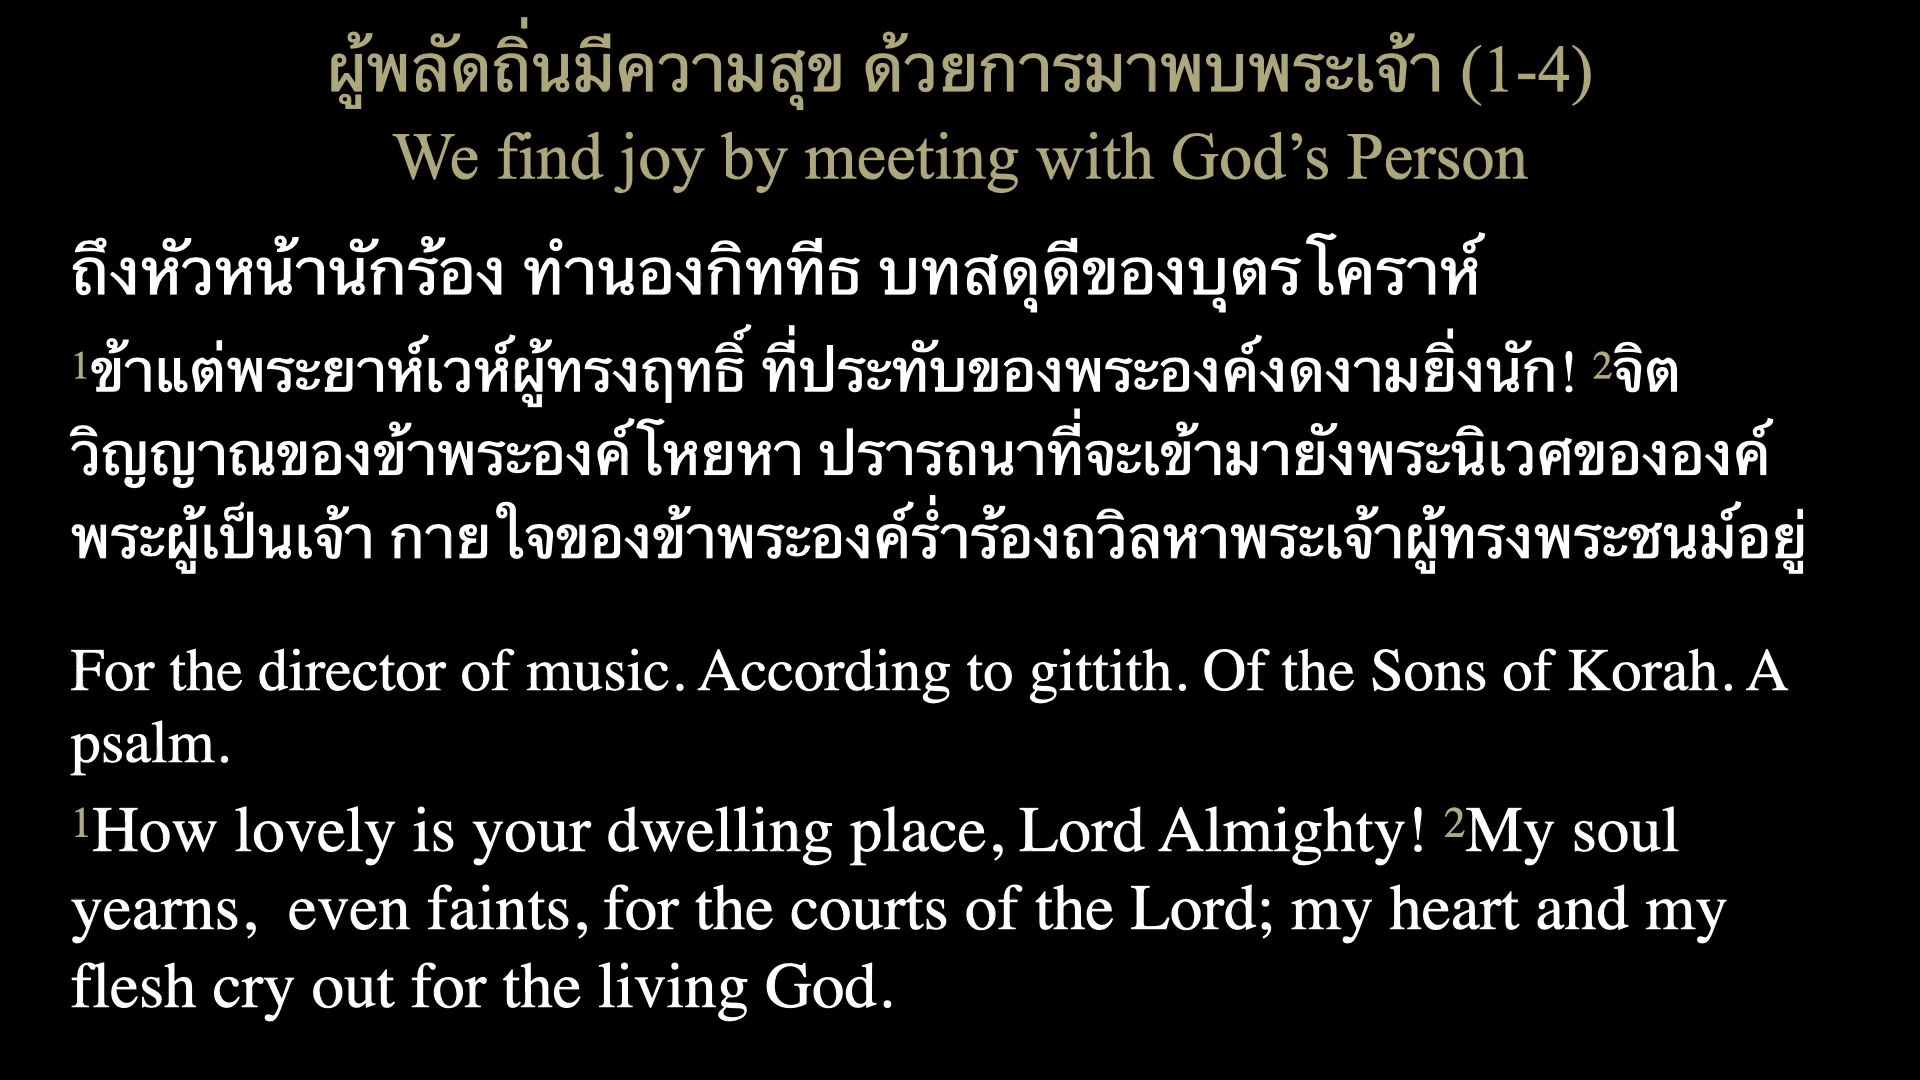 ผู้พลัดถิ่นมีความสุข ด้วยการมาพบพระเจ้า (1-4)
We find joy by meeting with God’s Person
ถึงหัวหน้านักร้อง ทำนองกิททีธ บทสดุดีของบุตรโคราห์
1ข้าแต่พระยาห์เวห์ผู้ทรงฤทธิ์ ที่ประทับของพระองค์งดงามยิ่งนัก! 2จิต
วิญญาณของข้าพระองค์โหยหา ปรารถนาที่จะเข้ามายังพระนิเวศขององค์
พระผู้เป็นเจ้า กายใจของข้าพระองค์ร่ำร้องถวิลหาพระเจ้าผู้ทรงพระชนม์อยู่
For the director of music. According to gittith. Of the Sons of Korah. A
psalm.
1How lovely is your dwelling place, Lord Almighty! 2My soul
yearns,  even faints, for the courts of the Lord; my heart and my
flesh cry out for the living God.